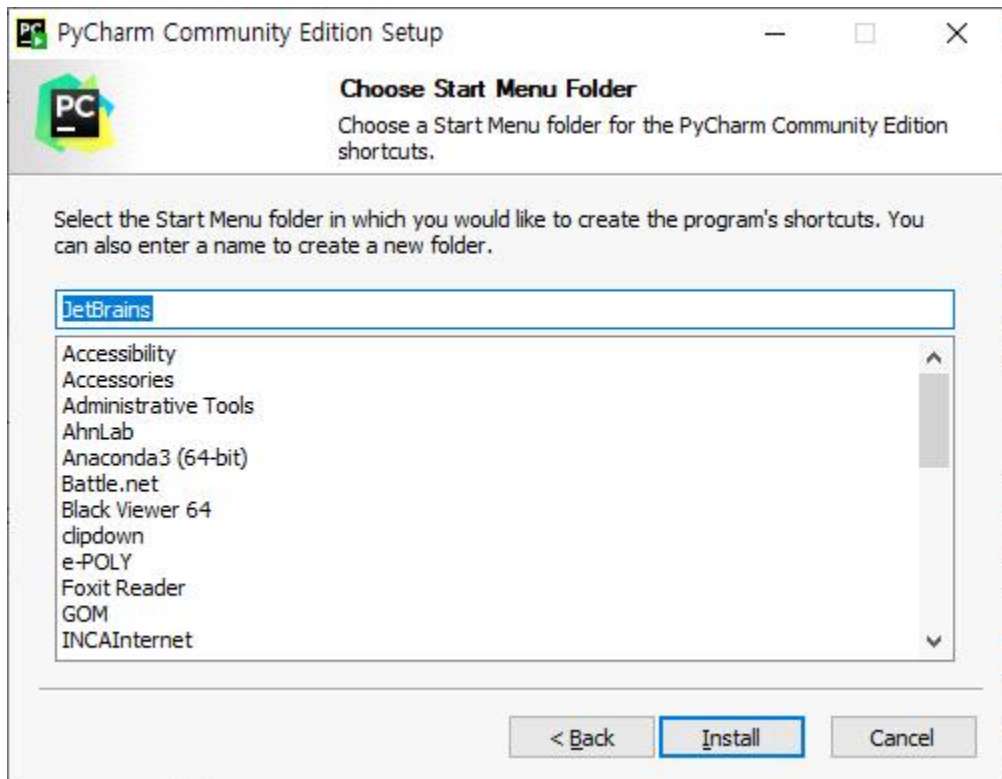 PyCharm Community Edition Setup
PC
Choose Start Menu Folder
Choose a Start Menu folder for the PyCharm Community Edition
shortcuts.
Select the Start Menu folder in which you would like to create the program's shortcuts. You
can also enter a name to create a new folder.
JetBrains
Accessibility
Accessories
Administrative Tools
AhnLab
Anaconda3 (64-bit)
Battle.net
Black Viewer 64
clipdown
e-POLY
Foxit Reader
GOM
INCAInternet
< Back Install Cancel